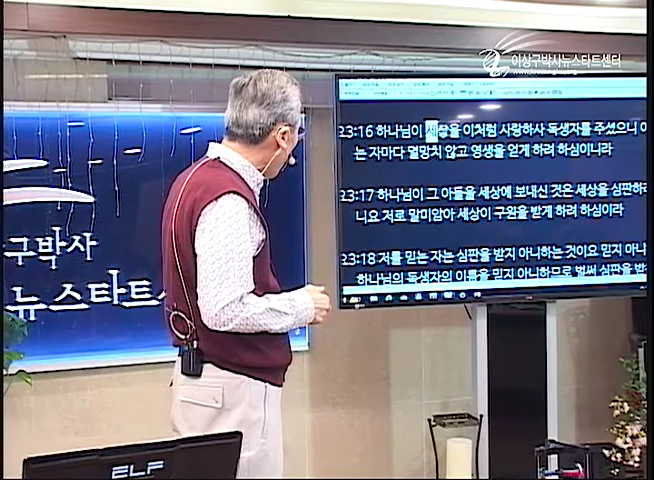 이상구박사뉴스타트센터
23:16 하나님이 세상을 이처럼 사랑하사 독생자를 주셨으니 이
는 자마다 멸망치 않고 영생을 얻게 하려 하심이니라
23:17 하나님이 그 아들을 세상에 보내신 것은 세상을 심판하려
니요 저로 말미암아 세상이 구원을 받게 하려 하심이라
23:18 저를 믿는 자는 심판을 받지 아니하는 것이요 믿지 아니
하나님의 독생자의 이름을 믿지 아니하므로 벌써 심판을 받
구박사
뉴스타트
ELF